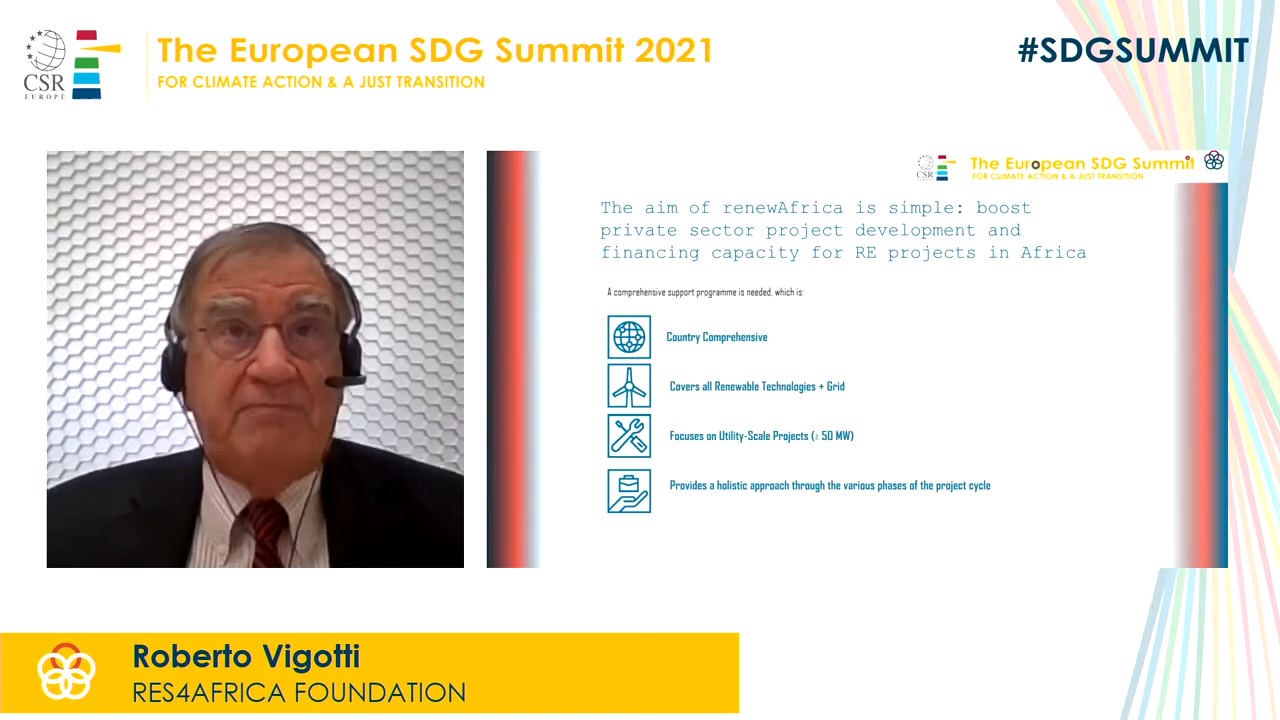 CSR
EUROPE
The European SDG Summit 2021
FOR CLIMATE ACTION & A JUST TRANSITION
#SDGSUMMIT
CSR
The European SDG Summit
FOR CLIMATE ACTION & A JUST TRANSITION
The aim of renewAfrica is simple: boost
private sector project development and
financing capacity for RE projects in Africa
A comprehensive support programme is needed, which is:
Country Comprehensive
Covers all Renewable Technologies + Grid
Focuses on Utility-Scale Projects (≥ 50 MW)
Provides a holistic approach through the various phases of the project cycle
Roberto Vigotti
RES4AFRICA FOUNDATION